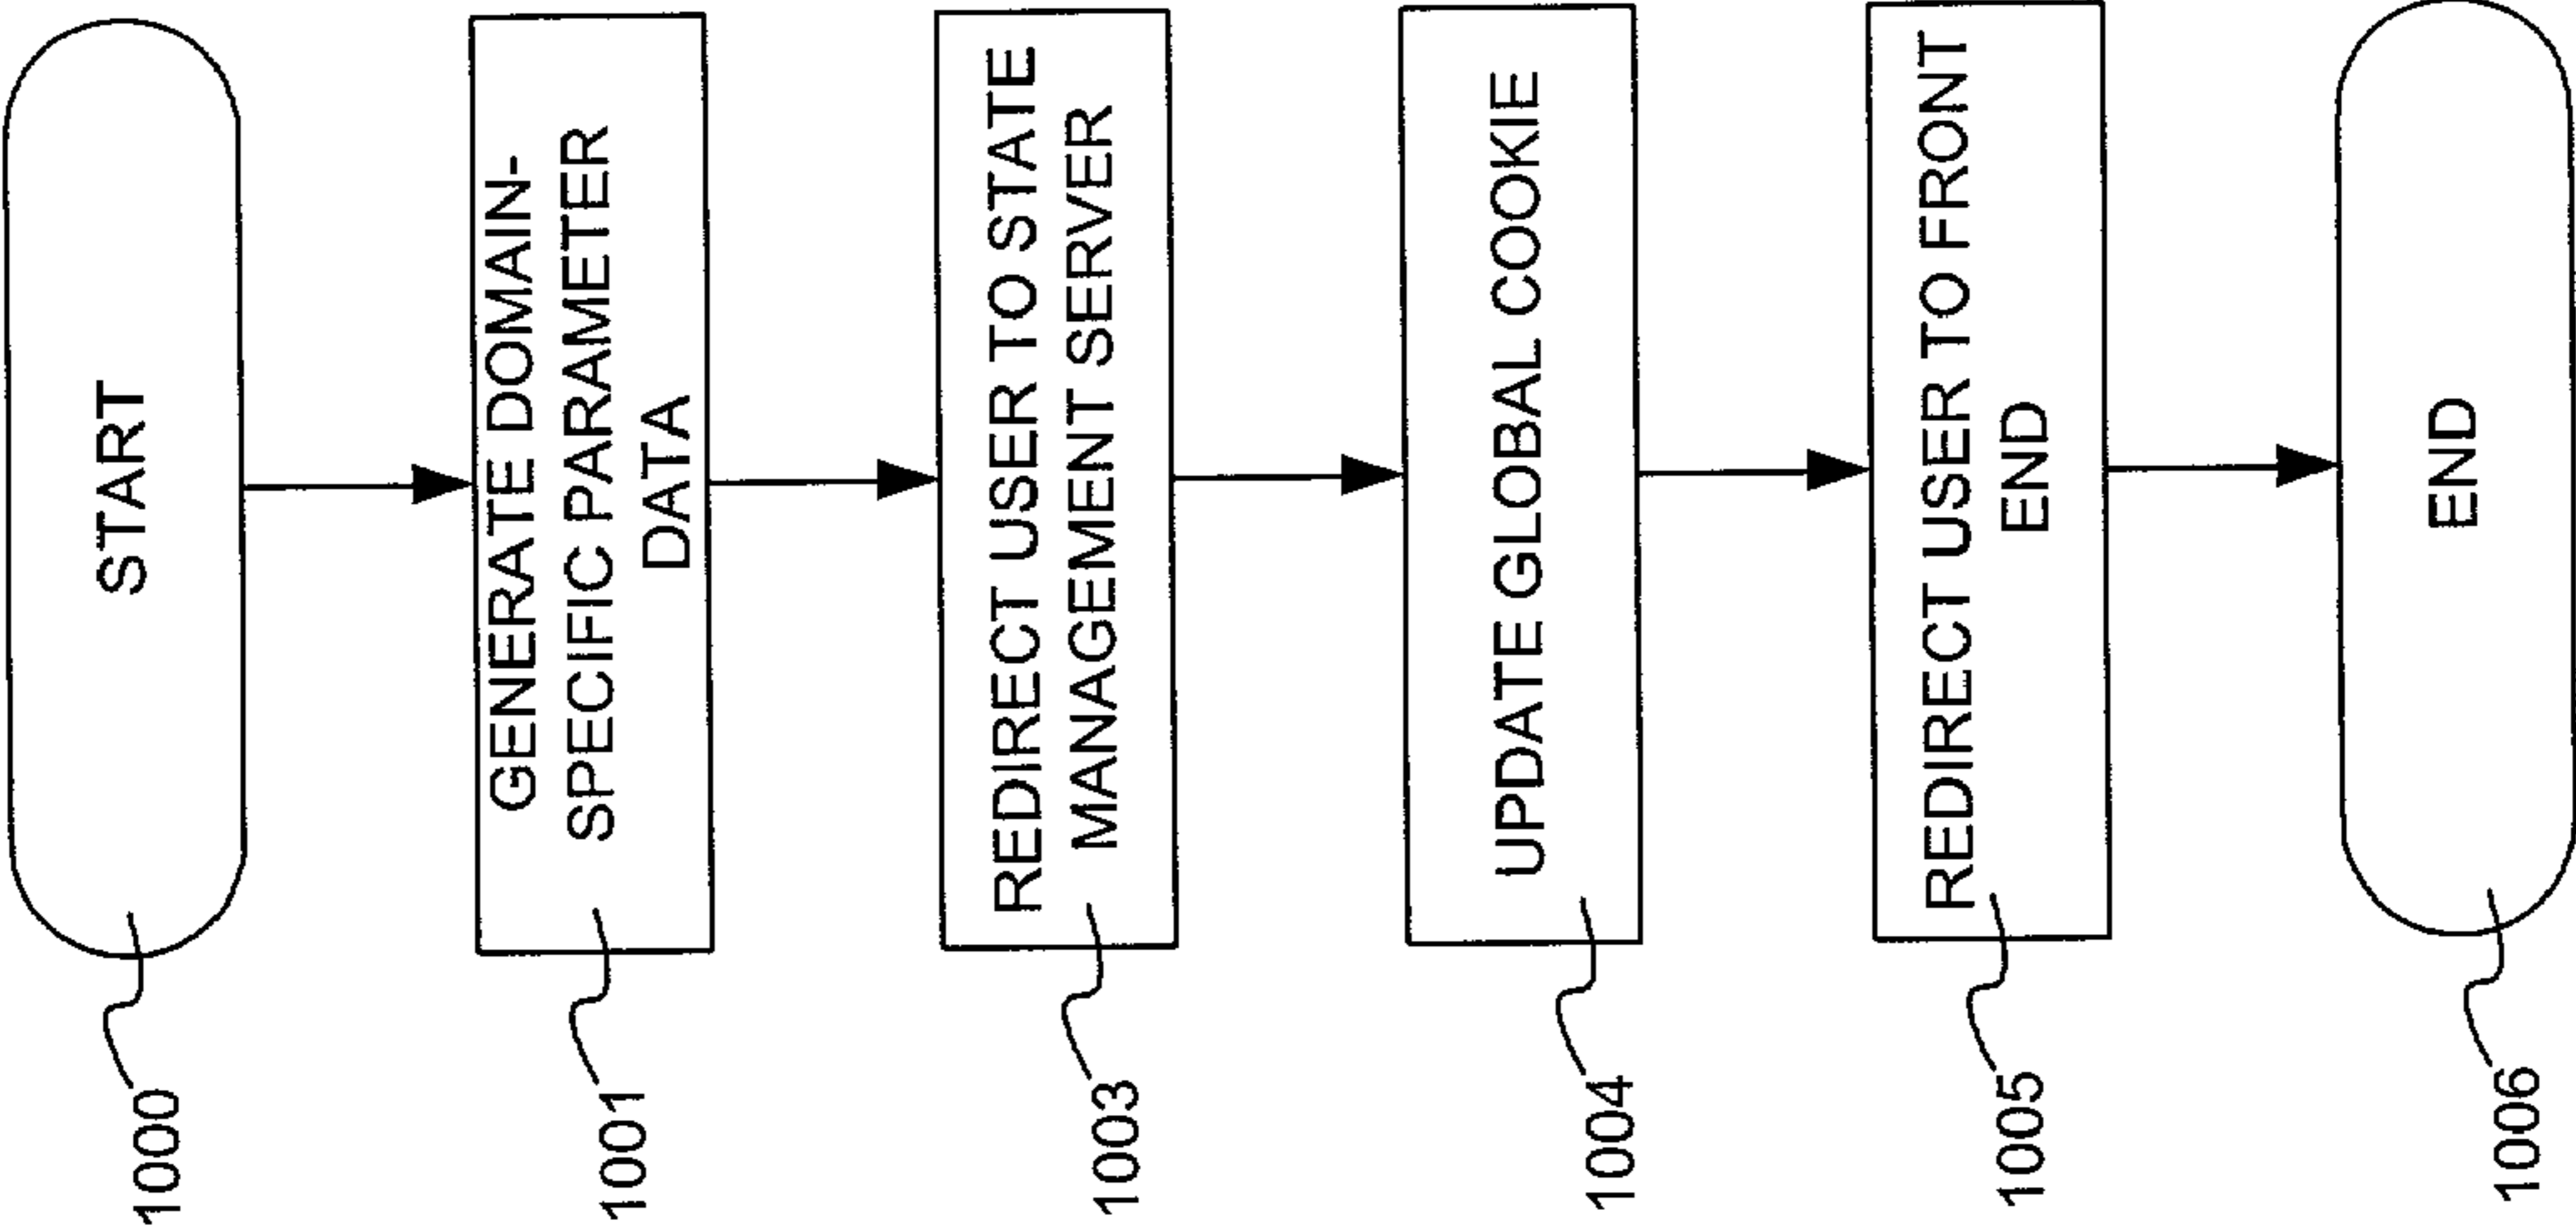 START
1000
GENERATE DOMAIN-
SPECIFIC PARAMETER
DATA
1001
REDIRECT USER TO STATE
MANAGEMENT SERVER
1003
UPDATE GLOBAL COOKIE
1004
REDIRECT USER TO FRONT
END
1005
END
1006